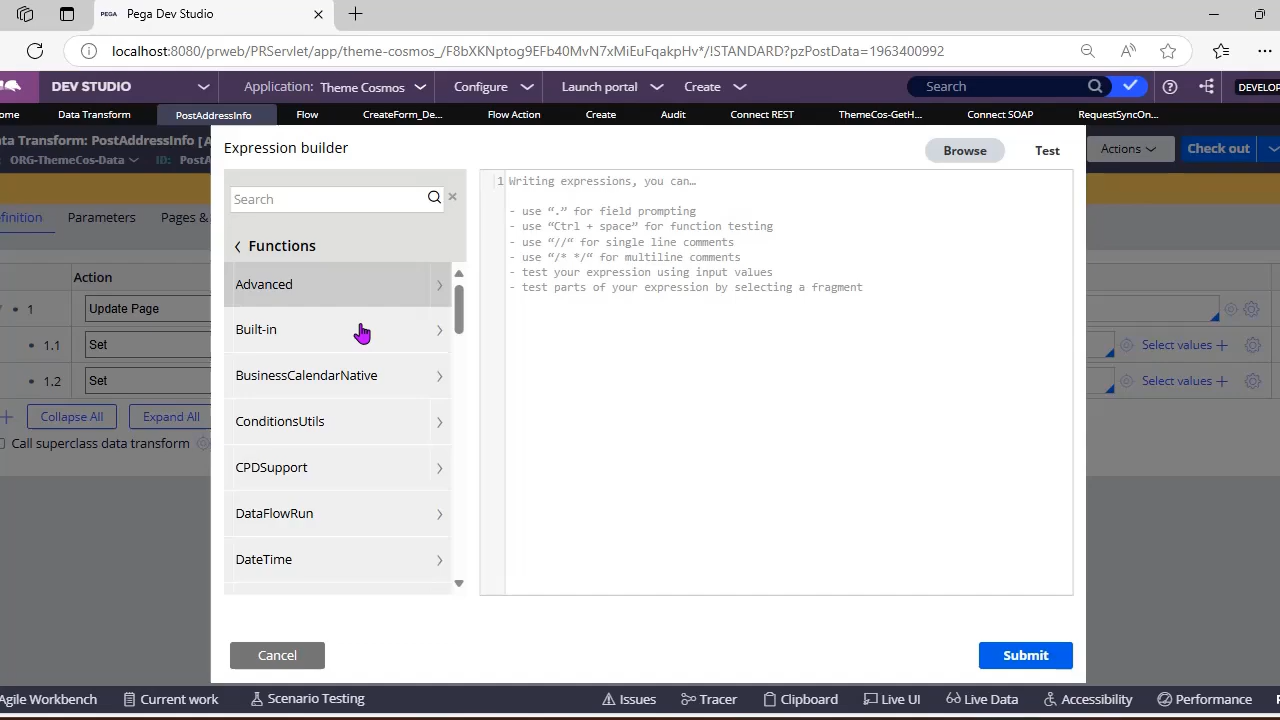 PEGA Pega Dev Studio
localhost:8080/prweb/PRServlet/app/theme-cosmos_/F8bXKNptog9EFb40MvN7xMiEuFqakpHv*/!STANDARD?pzPostData=1963400992
DEV STUDIO Application: Theme Cosmos Configure Launch portal Create Search DEVELOP
ome Data Transform PostAddressInfo Flow CreateForm_De... Flow Action Create Audit Connect REST ThemeCos-GetH... Connect SOAP RequestSyncOn...
ata Transform: PostAddressInfo [A
ORG-ThemeCos-Data ID: PostA
Actions Check out
efinition Parameters Pages &
Action
1 Update Page
1.1 Set Select values +
1.2 Set Select values +
Collapse All Expand All
Call superclass data transform
Expression builder
Browse Test
Search
Functions
Advanced
Built-in
BusinessCalendarNative
ConditionsUtils
CPDSupport
DataFlowRun
DateTime
1 Writing expressions, you can…
- use “.” for field prompting
- use “Ctrl + space” for function testing
- use “//“ for single line comments
- use “/* */“ for multiline comments
- test your expression using input values
- test parts of your expression by selecting a fragment
Cancel Submit
Agile Workbench Current work Scenario Testing Issues Tracer Clipboard Live UI Live Data Accessibility Performance